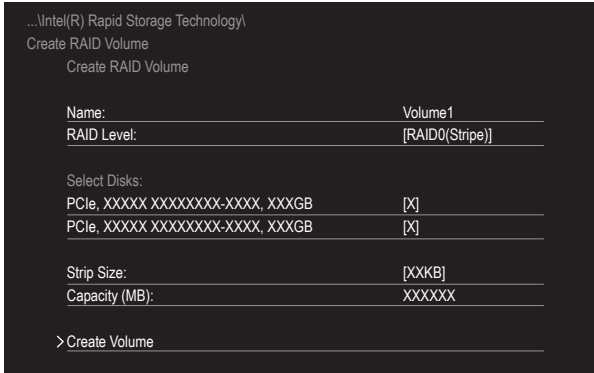 ...\Intel(R) Rapid Storage Technology\
Create RAID Volume
Create RAID Volume
Name: Volume1
RAID Level: [RAID0(Stripe)]
Select Disks:
PCIe, XXXXX XXXXXXXX-XXXX, XXXGB [X]
PCIe, XXXXX XXXXXXXX-XXXX, XXXGB [X]
Strip Size: [XXKB]
Capacity (MB): XXXXXX
>Create Volume